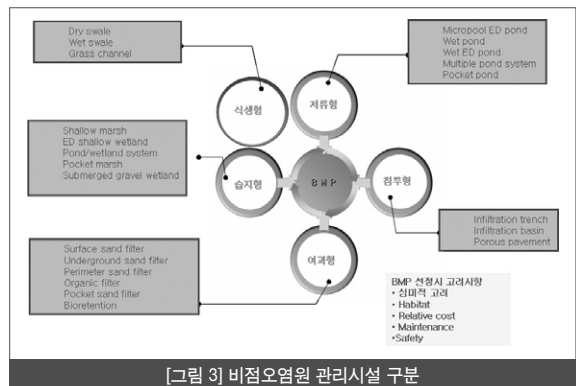 Dry swale
Wet swale
Grass channel
Micropool ED pond
Wet pond
Wet ED pond
Multiple pond system
Pocket pond
식생형
저류형
Shallow marsh
ED shallow wetland
Pond/wetland system
Pocket marsh
Submerged gravel wetland
습지형
BMP
침투형
Infiltration trench
Infiltration basin
Porous pavement
여과형
Surface sand filter
Underground sand filter
Perimeter sand filter
Organic filter
Pocket sand filter
Bioretention
BMP 선정시 고려사항
• 심미적 고려
• Habitat
• Relative cost
• Maintenance
•Safety
[그림 3] 비점오염원 관리시설 구분